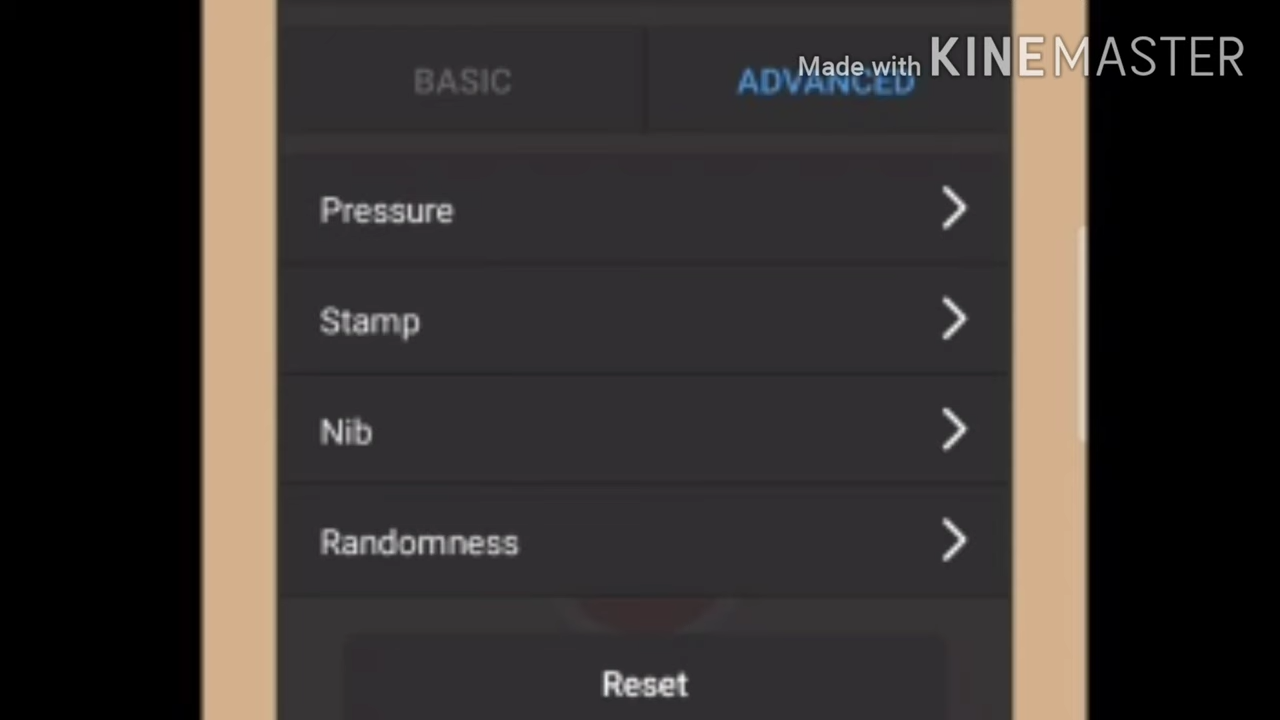 BASIC
ADVANCED
Made with KINEMASTER
Pressure
Stamp
Nib
Randomness
Reset